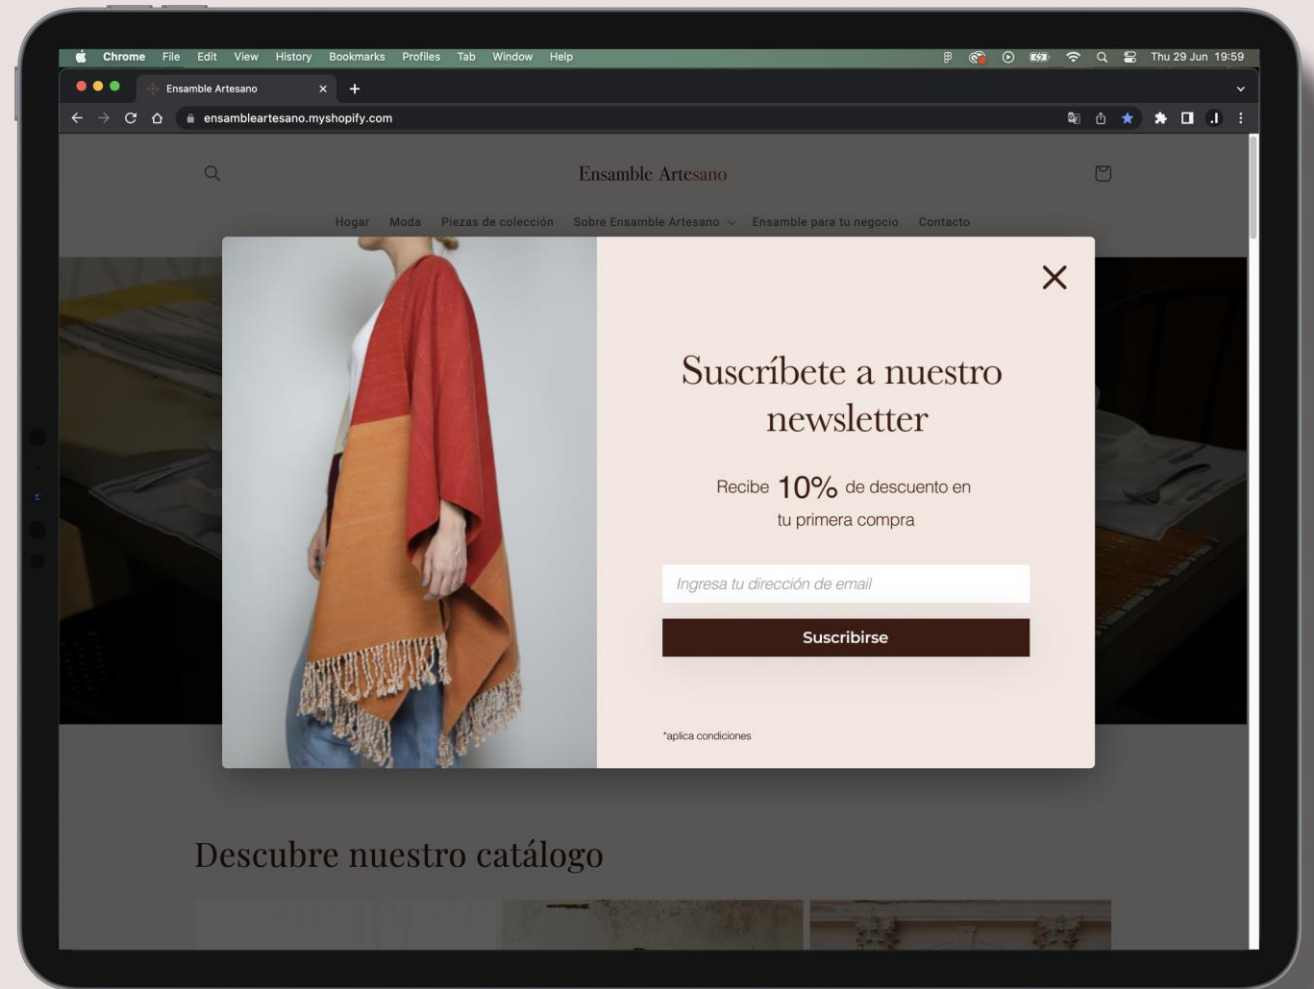 Chrome File Edit View History Bookmarks Profiles Tab Window Help Thu 29 Jun 19:59
Ensamble Artesano
ensambleartesano.myshopify.com
Ensamble Artesano
Hogar Moda Piezas de colección Sobre Ensamble Artesano Ensamble para tu negocio Contacto
Suscríbete a nuestro
newsletter
Recibe 10% de descuento en
tu primera compra
Ingresa tu dirección de email
Suscribirse
*aplica condiciones
Descubre nuestro catálogo